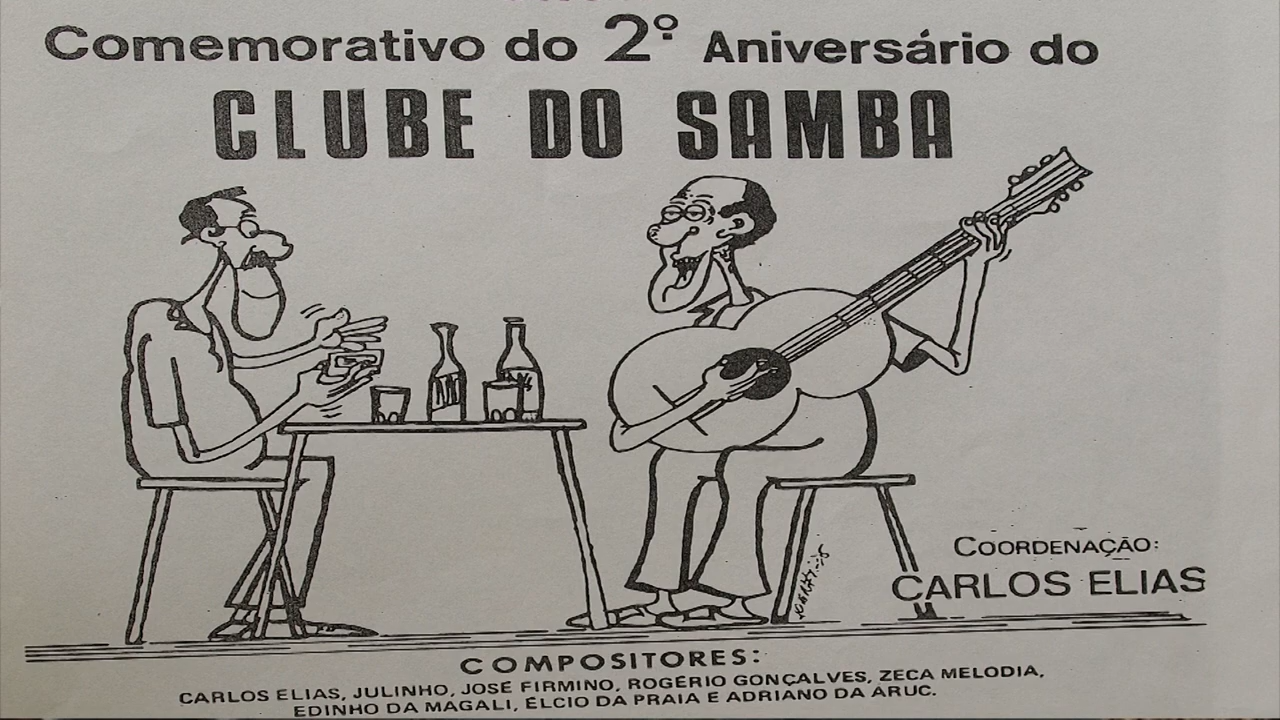 Comemorativo do 2º Aniversário do
CLUBE DO SAMBA
COORDENAÇÃO:
CARLOS ELIAS
COMPOSITORES:
CARLOS ELIAS, JULINHO, JOSÉ FIRMINO, ROGÉRIO GONÇALVES, ZECA MELODIA,
EDINHO DA MAGALI, ÉLCIO DA PRAIA E ADRIANO DA ARUC.